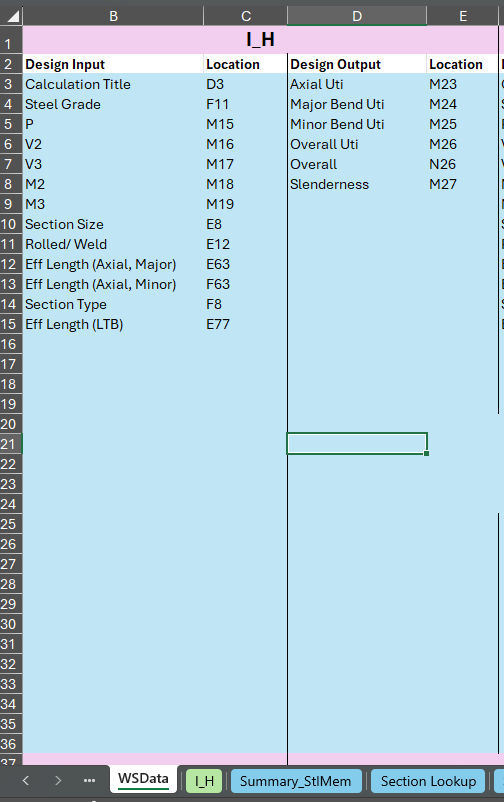 B C D E
1 I_H
2 Design Input Location Design Output Location
3 Calculation Title D3 Axial Uti M23
4 Steel Grade F11 Major Bend Uti M24
5 P M15 Minor Bend Uti M25
6 V2 M16 Overall Uti M26
7 V3 M17 Overall N26
8 M2 M18 Slenderness M27
9 M3 M19
10 Section Size E8
11 Rolled/ Weld E12
12 Eff Length (Axial, Major) E63
13 Eff Length (Axial, Minor) F63
14 Section Type F8
15 Eff Length (LTB) E77
16
17
18
19
20
21
22
23
24
25
26
27
28
29
30
31
32
33
34
35
36
37
WSData I_H Summary_StlMem Section Lookup